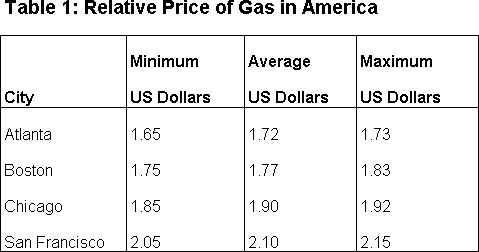 Table 1: Relative Price of Gas in America
Minimum Average Maximum
City US Dollars US Dollars US Dollars
Atlanta 1.65 1.72 1.73
Boston 1.75 1.77 1.83
Chicago 1.85 1.90 1.92
San Francisco 2.05 2.10 2.15